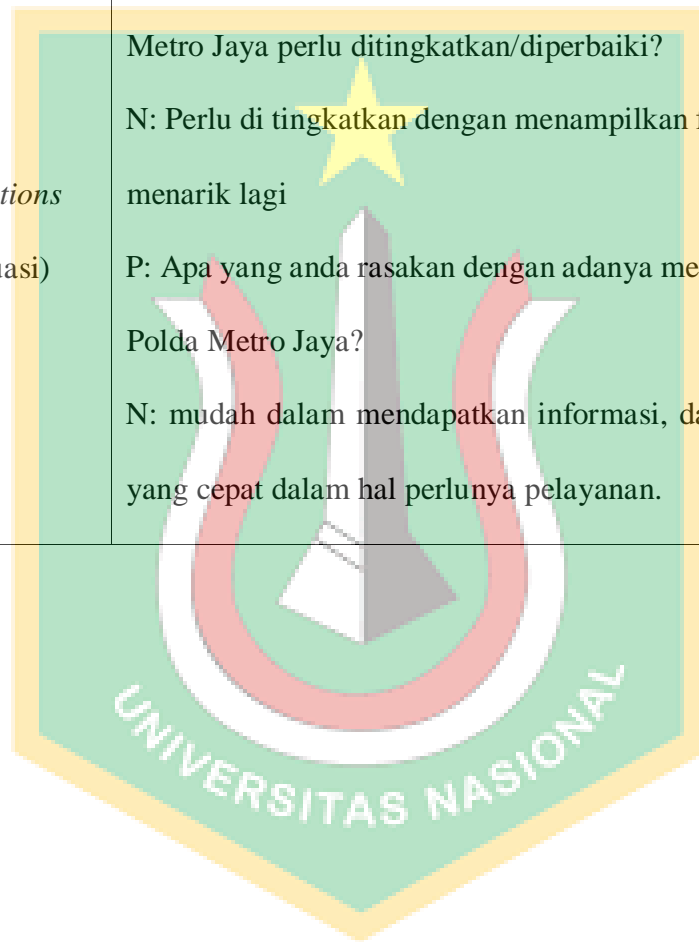 tions
asi)
Metro Jaya perlu ditingkatkan/diperbaiki?
N: Perlu di tingkatkan dengan menampilkan
menarik lagi
P: Apa yang anda rasakan dengan adanya me
Polda Metro Jaya?
N: mudah dalam mendapatkan informasi, da
yang cepat dalam hal perlunya pelayanan.
UNIVERSITAS NASIONAL